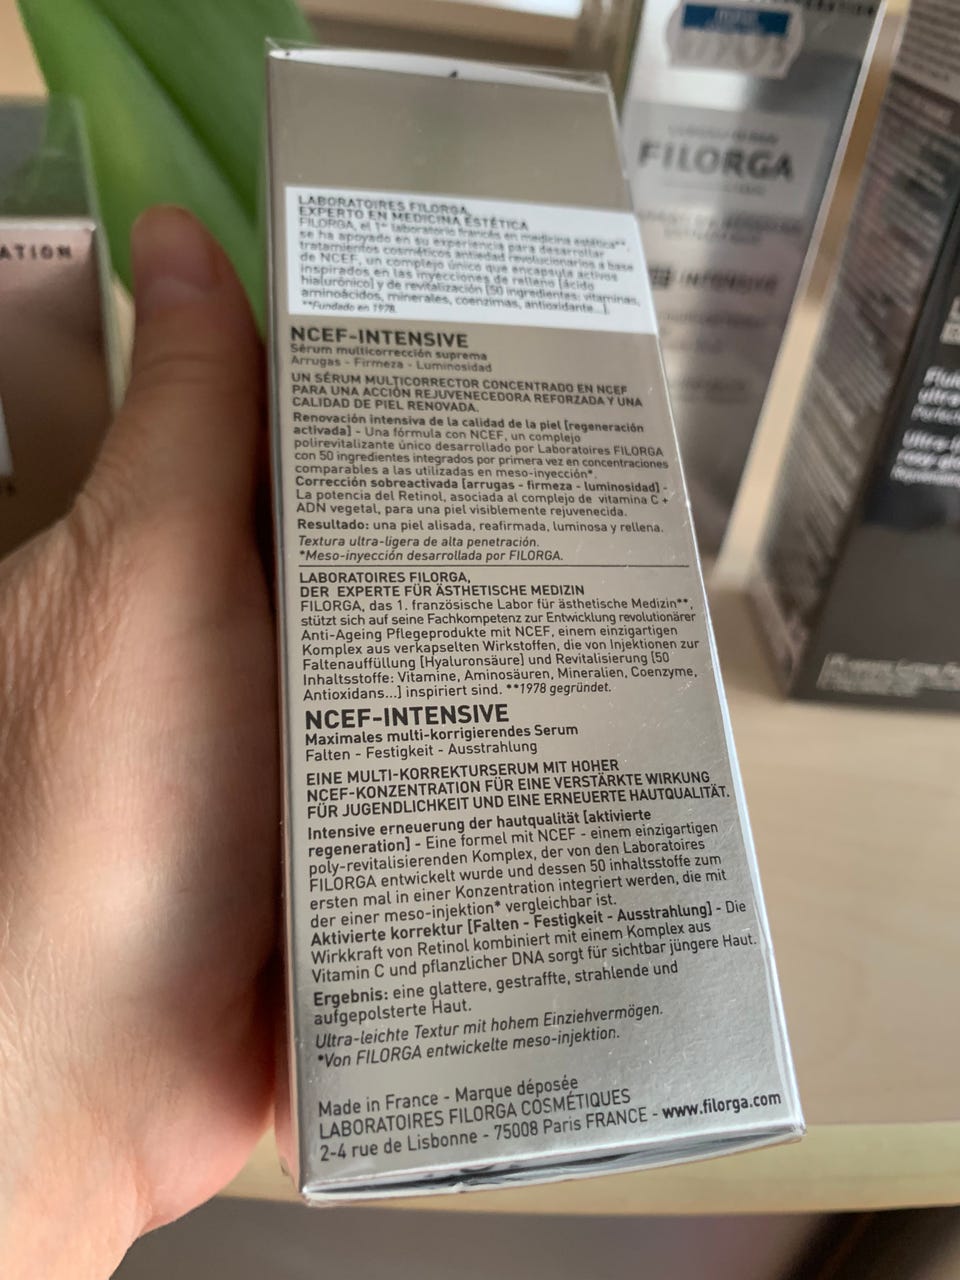 LABORATOIRES FILORGA,
EXPERTO EN MEDICINA ESTÉTICA
FILORGA, el 1er laboratorio francés en medicina estética**,
se ha apoyado en su experiencia para desarrollar
tratamientos cosméticos antiedad revolucionarios a base
de NCEF, un complejo único que encapsula activos
inspirados en las inyecciones de relleno [ácido
hialurónico] y de revitalización [50 ingredientes: vitaminas,
aminoácidos, minerales, coenzimas, antioxidante...].
**Fundado en 1978.
NCEF-INTENSIVE
Sérum multicorrección suprema
Arrugas - Firmeza - Luminosidad
UN SÉRUM MULTICORRECTOR CONCENTRADO EN NCEF
PARA UNA ACCIÓN REJUVENECEDORA REFORZADA Y UNA
CALIDAD DE PIEL RENOVADA.
Renovación intensiva de la calidad de la piel [regeneración
activada] - Una fórmula con NCEF, un complejo
polirevitalizante único desarrollado por Laboratoires FILORGA
con 50 ingredientes integrados por primera vez en concentraciones
comparables a las utilizadas en meso-inyección*.
Corrección sobreactivada [arrugas - firmeza - luminosidad] -
La potencia del Retinol, asociada al complejo de vitamina C +
ADN vegetal, para una piel visiblemente rejuvenecida.
Resultado: una piel alisada, reafirmada, luminosa y rellena.
Textura ultra-ligera de alta penetración.
*Meso-inyección desarrollada por FILORGA.
LABORATOIRES FILORGA,
DER EXPERTE FÜR ÄSTHETISCHE MEDIZIN
FILORGA, das 1. französische Labor für ästhetische Medizin**,
stützt sich auf seine Fachkompetenz zur Entwicklung revolutionärer
Anti-Ageing Pflegeprodukte mit NCEF, einem einzigartigen
Komplex aus verkapselten Wirkstoffen, die von Injektionen zur
Faltenauffüllung [Hyaluronsäure] und Revitalisierung [50
Inhaltsstoffe: Vitamine, Aminosäuren, Mineralien, Coenzyme,
Antioxidans...] inspiriert sind. **1978 gegründet.
NCEF-INTENSIVE
Maximales multi-korrigierendes Serum
Falten - Festigkeit - Ausstrahlung
EINE MULTI-KORREKTURSERUM MIT HOHER
NCEF-KONZENTRATION FÜR EINE VERSTÄRKTE WIRKUNG
FÜR JUGENDLICHKEIT UND EINE ERNEUERTE HAUTQUALITÄT.
Intensive erneuerung der hautqualität [aktivierte
regeneration] - Eine formel mit NCEF - einem einzigartigen
poly-revitalisierenden Komplex, der von den Laboratoires
FILORGA entwickelt wurde und dessen 50 inhaltsstoffe zum
ersten mal in einer Konzentration integriert werden, die mit
der einer meso-injektion* vergleichbar ist.
Aktivierte korrektur [Falten - Festigkeit - Ausstrahlung] - Die
Wirkkraft von Retinol kombiniert mit einem Komplex aus
Vitamin C und pflanzlicher DNA sorgt für sichtbar jüngere Haut.
Ergebnis: eine glattere, gestraffte, strahlende und
aufgepolsterte Haut.
Ultra-leichte Textur mit hohem Einziehvermögen.
*Von FILORGA entwickelte meso-injektion.
Made in France - Marque déposée
LABORATOIRES FILORGA COSMÉTIQUES
2-4 rue de Lisbonne - 75008 Paris FRANCE - www.filorga.com
ATION
FILORGA
INTENSIVE